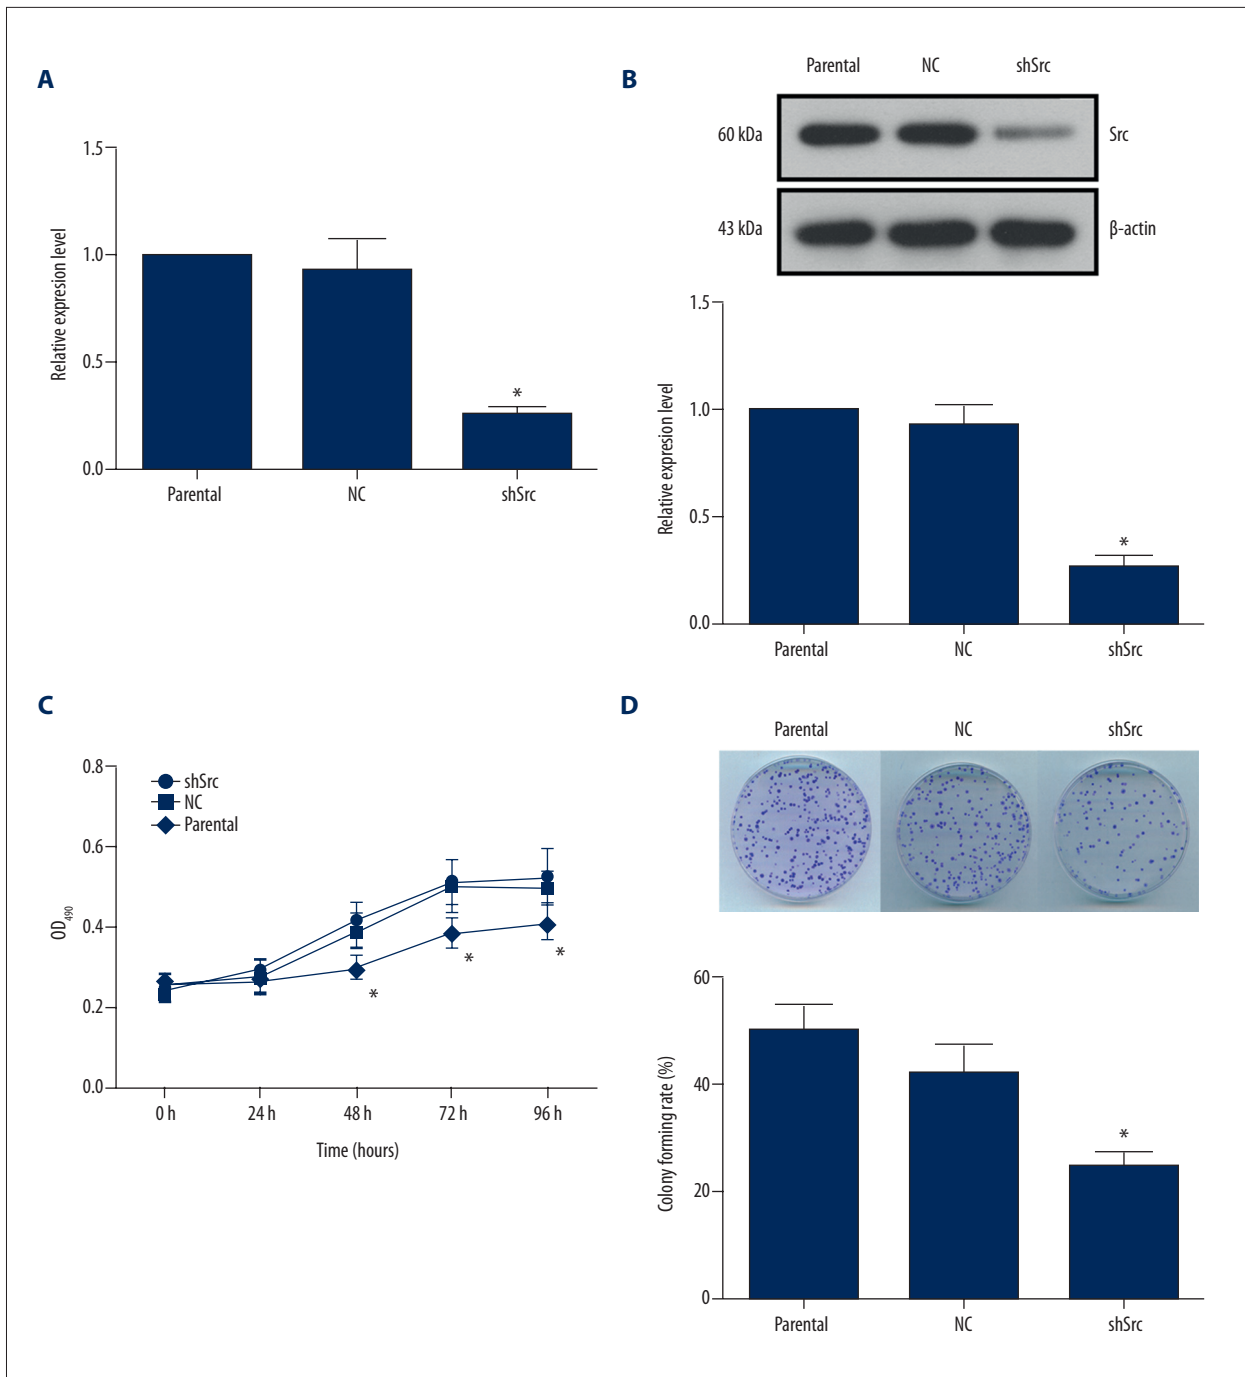 A
1.5
1.0
0.5
0.0
Relative expresion level
*
Parental NC shSrc
B
Parental NC shSrc
60 kDa Src
43 kDa β-actin
1.5
1.0
0.5
0.0
Relative expresion level
*
Parental NC shSrc
C
0.8
0.6
0.4
0.2
0.0
OD490
shSrc
NC
Parental
* * *
0 h 24 h 48 h 72 h 96 h
Time (hours)
D
Parental NC shSrc
60
40
20
0
Colony forming rate (%)
*
Parental NC shSrc